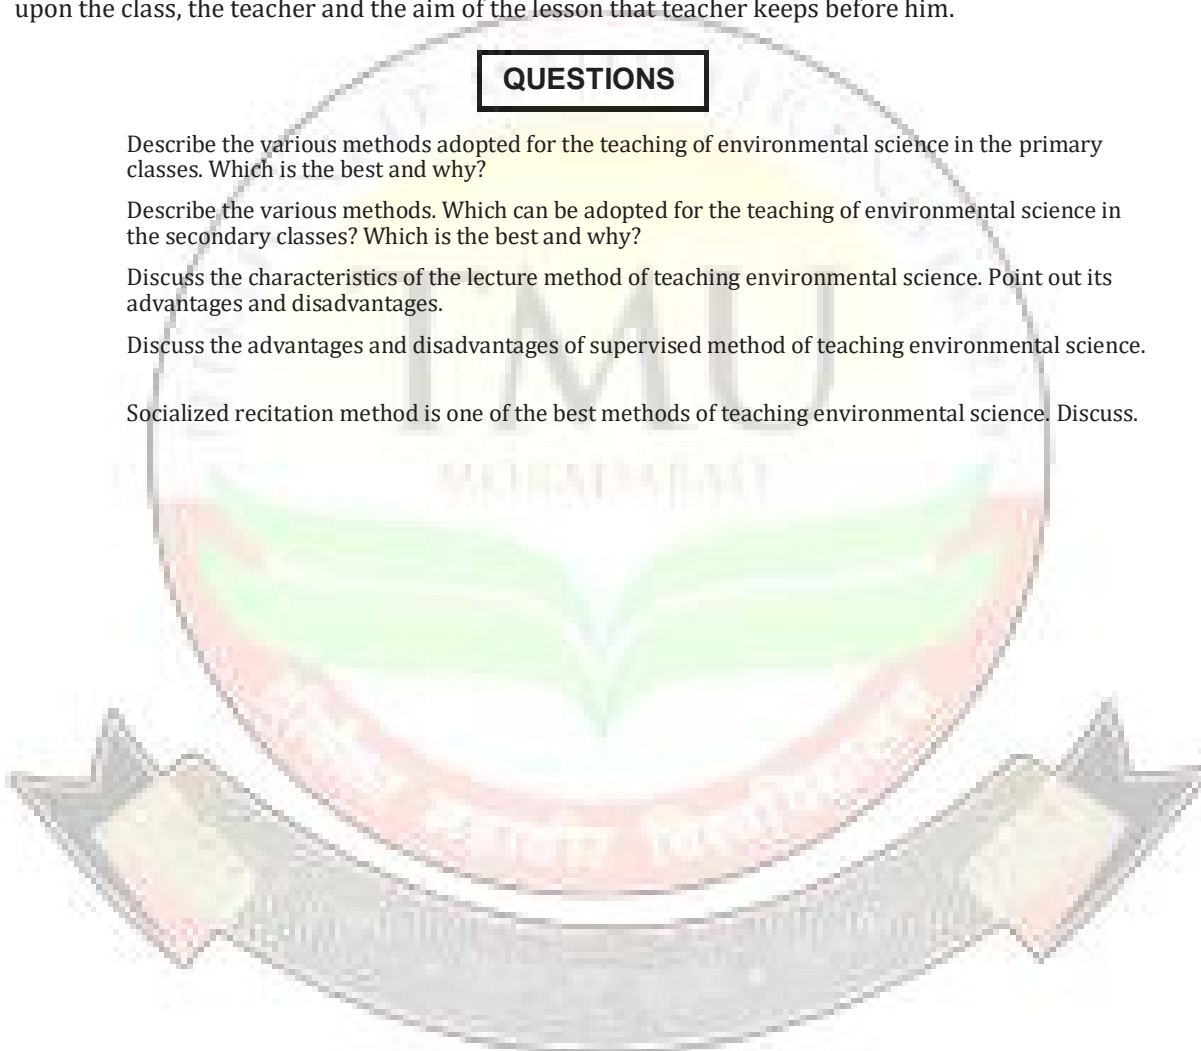 upon the class, the teacher and the aim of the lesson that teacher keeps before him.
QUESTIONS
Describe the various methods adopted for the teaching of environmental science in the primary
classes. Which is the best and why?
Describe the various methods. Which can be adopted for the teaching of environmental science in
the secondary classes? Which is the best and why?
Discuss the characteristics of the lecture method of teaching environmental science. Point out its
advantages and disadvantages.
Discuss the advantages and disadvantages of supervised method of teaching environmental science.
Socialized recitation method is one of the best methods of teaching environmental science. Discuss.
TMU
MORADABAD